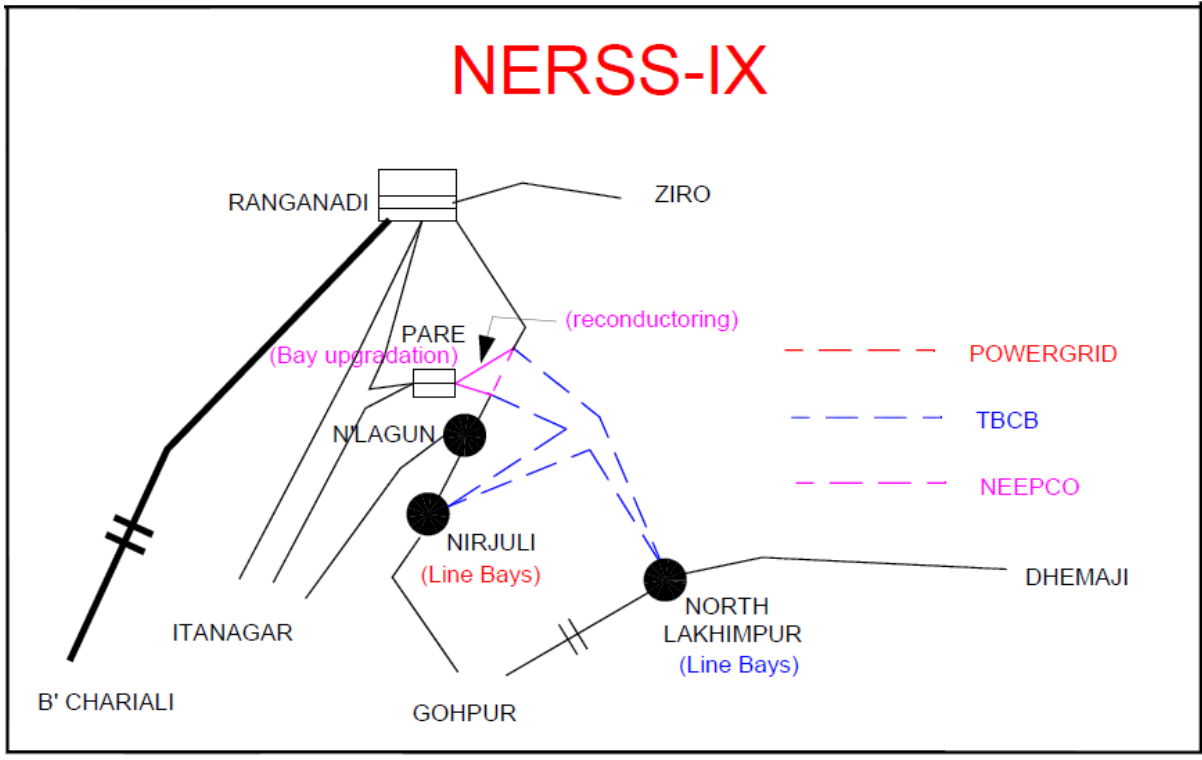 NERSS-IX
RANGANADI
ZIRO
(reconductoring)
PARE
(Bay upgradation)
POWERGRID
TBCB
N'LAGUN
NEEPCO
NIRJULI
(Line Bays)
DHEMAJI
NORTH
LAKHIMPUR
(Line Bays)
ITANAGAR
B' CHARIALI
GOHPUR